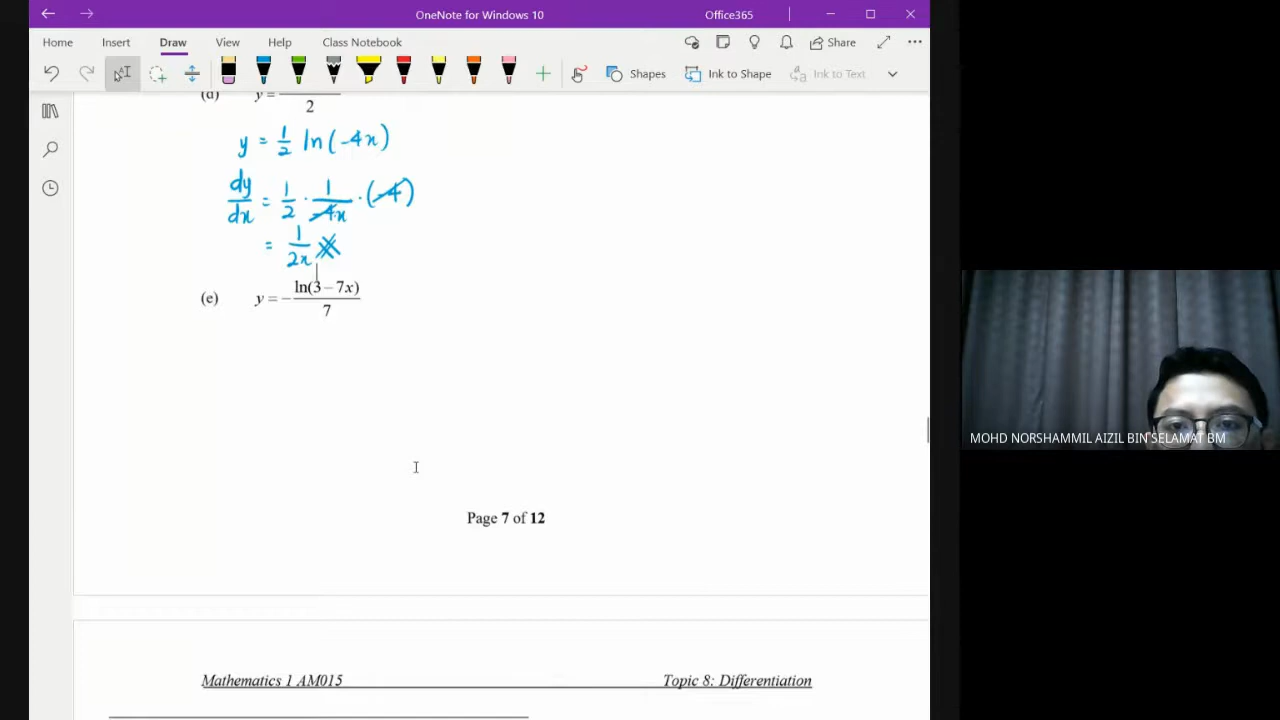 OneNote for Windows 10
Office365
Home Insert Draw View Help Class Notebook
Share
Shapes Ink to Shape Ink to Text
(d) y =
2
y = 1/2 ln(-4x)
dy/dx = 1/2 · 1/-4x · (-4)
= 1/2x
(e) y = - ln(3 – 7x)/7
Page 7 of 12
Mathematics 1 AM015
Topic 8: Differentiation
MOHD NORSHAMMIL AIZIL BIN SELAMAT BM